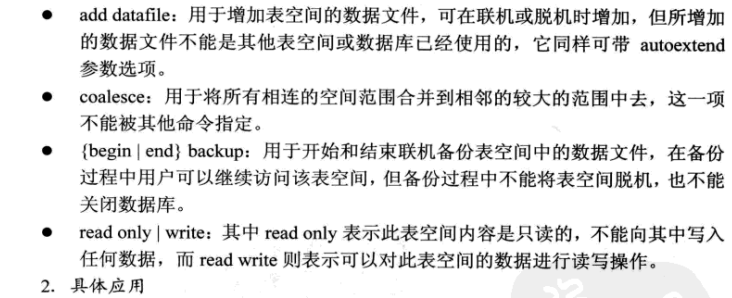 ● add datafile：用于增加表空间的数据文件，可在联机或脱机时增加，但所增加
的数据文件不能是其他表空间或数据库已经使用的，它同样可带 autoextend
参数选项。
● coalesce：用于将所有相连的空间范围合并到相邻的较大的范围中去，这一项
不能被其他命令指定。
● {begin | end} backup：用于开始和结束联机备份表空间中的数据文件，在备份
过程中用户可以继续访问该表空间，但备份过程中不能将表空间脱机，也不能
关闭数据库。
● read only | write：其中 read only 表示此表空间内容是只读的，不能向其中写入
任何数据，而 read write 则表示可以对此表空间的数据进行读写操作。
2．具体应用